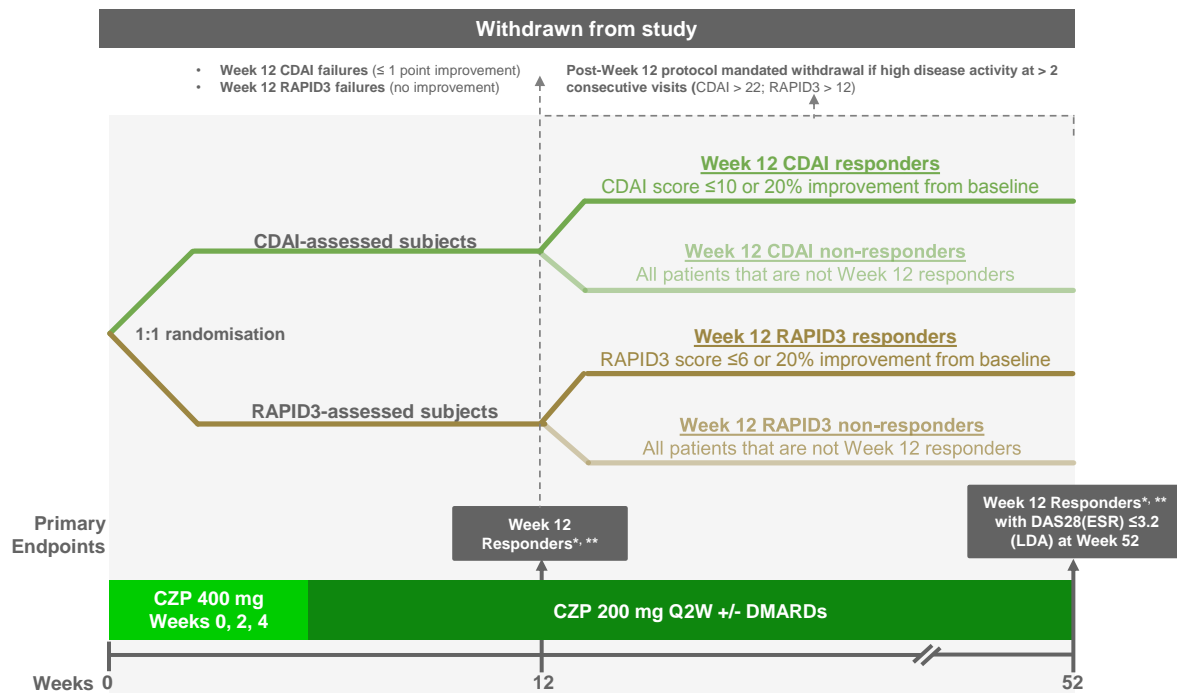 Withdrawn from study
• Week 12 CDAI failures (≤ 1 point improvement)
• Week 12 RAPID3 failures (no improvement)
Post-Week 12 protocol mandated withdrawal if high disease activity at > 2
consecutive visits (CDAI > 22; RAPID3 > 12)
Week 12 CDAI responders
CDAI score ≤10 or 20% improvement from baseline
CDAI-assessed subjects
Week 12 CDAI non-responders
All patients that are not Week 12 responders
1:1 randomisation
Week 12 RAPID3 responders
RAPID3 score ≤6 or 20% improvement from baseline
RAPID3-assessed subjects
Week 12 RAPID3 non-responders
All patients that are not Week 12 responders
Primary
Endpoints
Week 12
Responders*, **
Week 12 Responders*, **
with DAS28(ESR) ≤3.2
(LDA) at Week 52
CZP 400 mg
Weeks 0, 2, 4
CZP 200 mg Q2W +/- DMARDs
Weeks 0 12 52